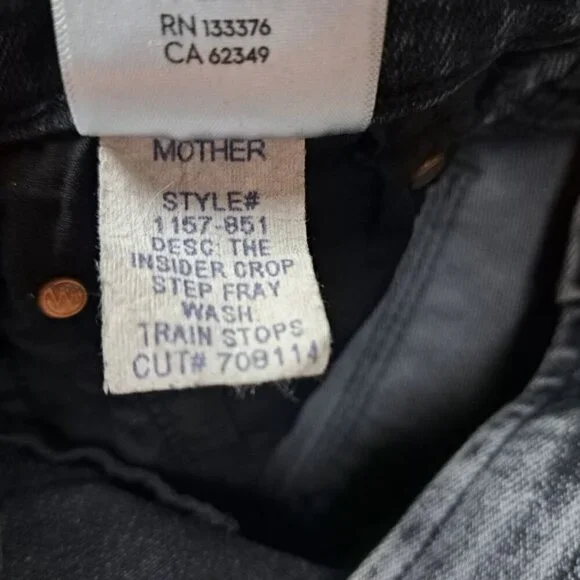 RN 133376
CA 62349
MOTHER
STYLE#
1157-851
DESC: THE
INSIDER CROP
STEP FRAY
WASH:
TRAIN STOPS
CUT# 708114